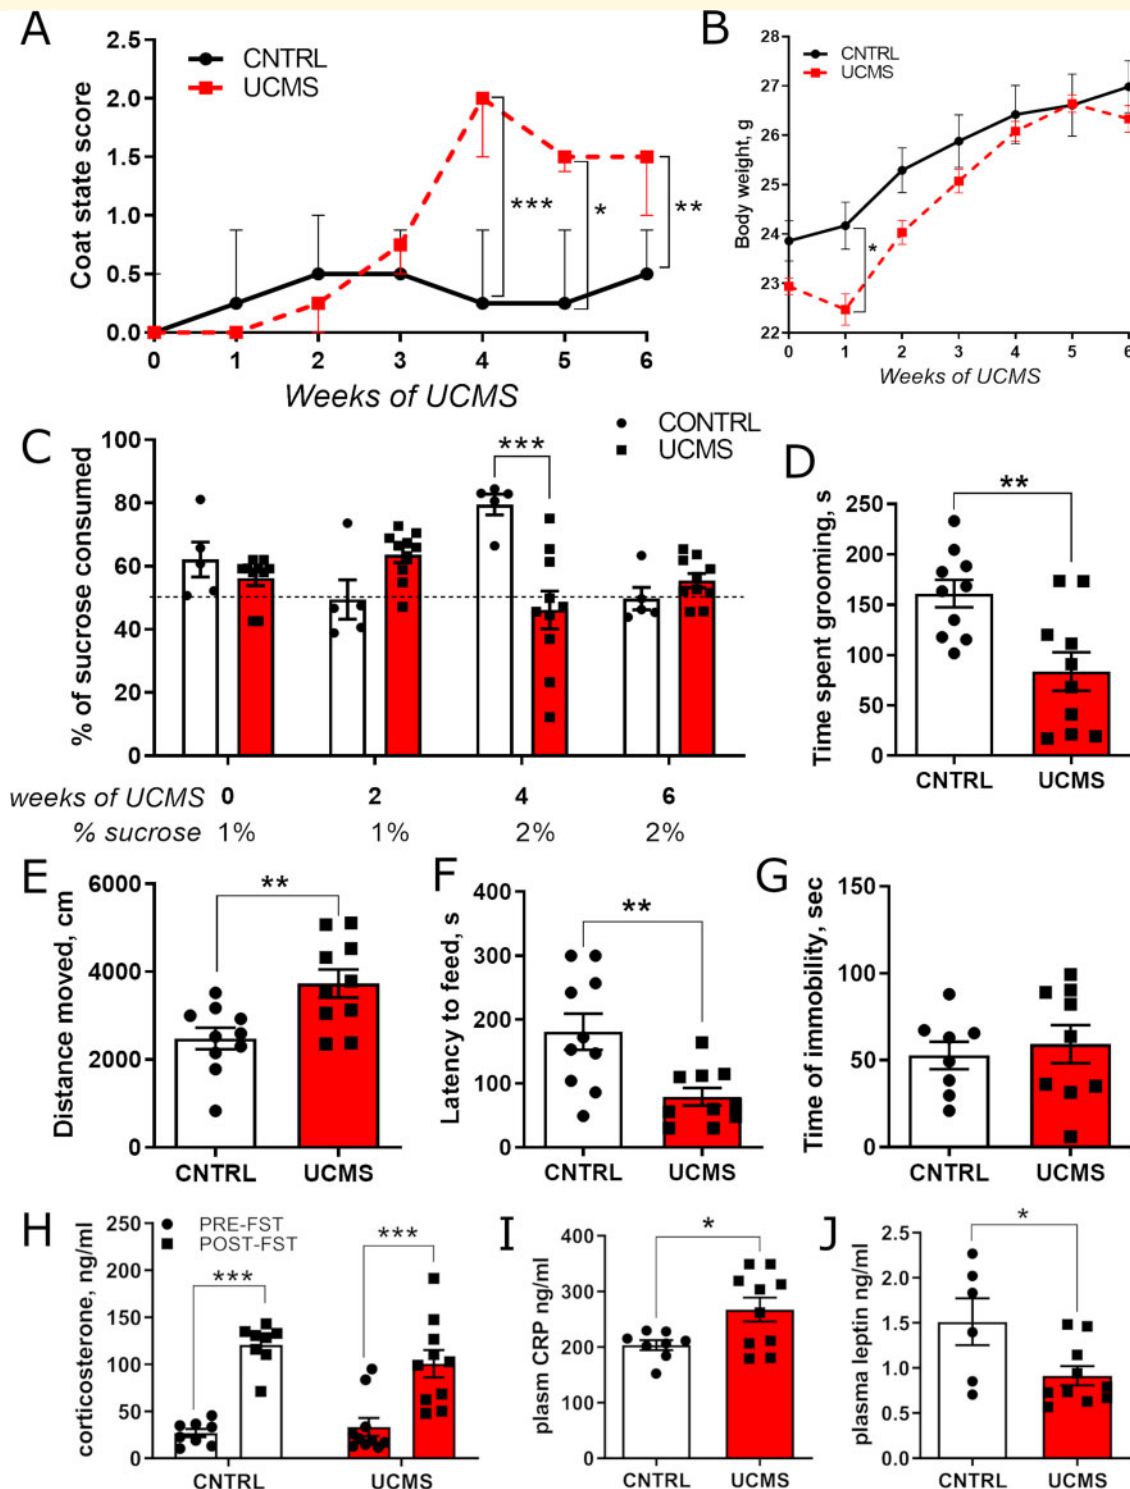 A
CNTRL
UCMS
Coat state score
2.5
2.0
1.5
1.0
0.5
0.0
***
*
**
0 1 2 3 4 5 6
Weeks of UCMS
B
CNTRL
UCMS
Body weight, g
28
27
26
25
24
23
22
*
0 1 2 3 4 5 6
Weeks of UCMS
C
CONTRL
UCMS
% of sucrose consumed
100
80
60
40
20
0
***
weeks of UCMS 0 2 4 6
% sucrose 1% 1% 2% 2%
D
Time spent grooming, s
250
200
150
100
50
0
**
CNTRL UCMS
E
Distance moved, cm
6000
4000
2000
0
**
CNTRL UCMS
F
Latency to feed, s
400
300
200
100
0
**
CNTRL UCMS
G
Time of immobility, sec
150
100
50
0
CNTRL UCMS
H
PRE-FST
POST-FST
corticosterone, ng/ml
250
200
150
100
50
0
***
***
CNTRL UCMS
I
plasm CRP ng/ml
400
300
200
100
0
*
CNTRL UCMS
J
plasma leptin ng/ml
2.5
2.0
1.5
1.0
0.5
0.0
*
CNTRL UCMS